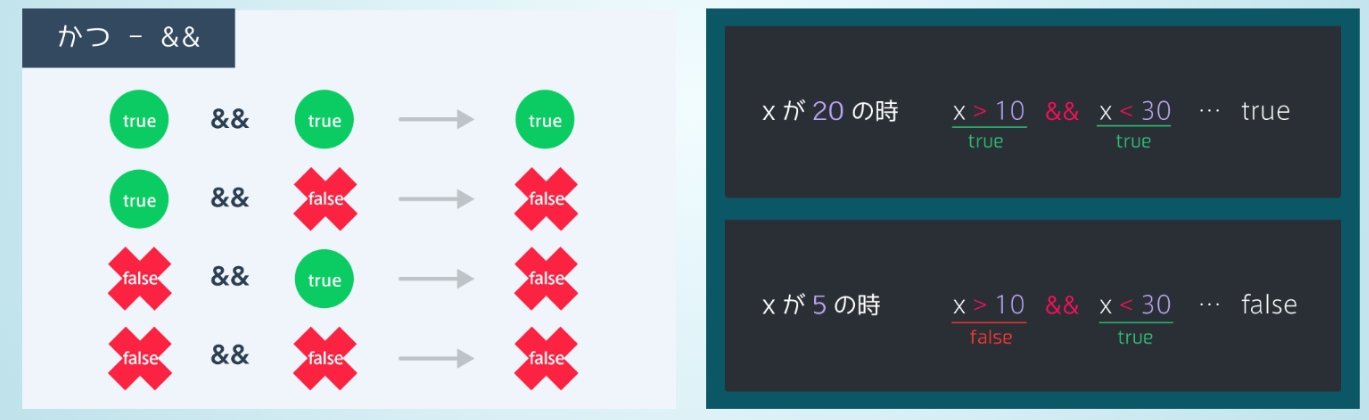 かつ - &&
true && true → true
true && false → false
false && true → false
false && false → false
x が 20 の時 x > 10 && x < 30 … true
true true
x が 5 の時 x > 10 && x < 30 … false
false true